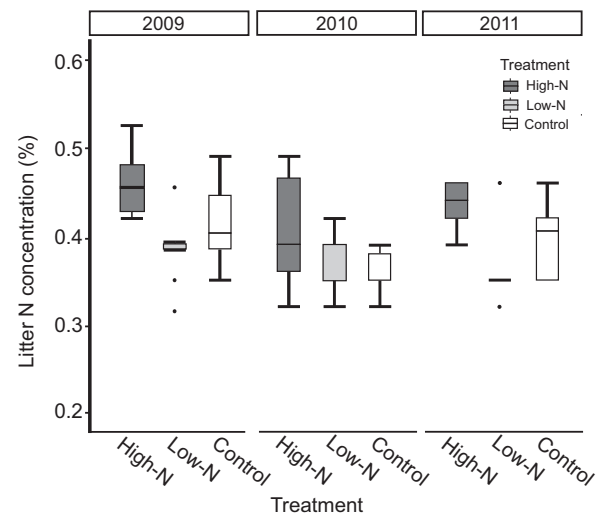 2009 2010 2011
Treatment
High-N
Low-N
Control
Litter N concentration (%)
0.6
0.5
0.4
0.3
0.2
High-N Low-N Control High-N Low-N Control High-N Low-N Control
Treatment